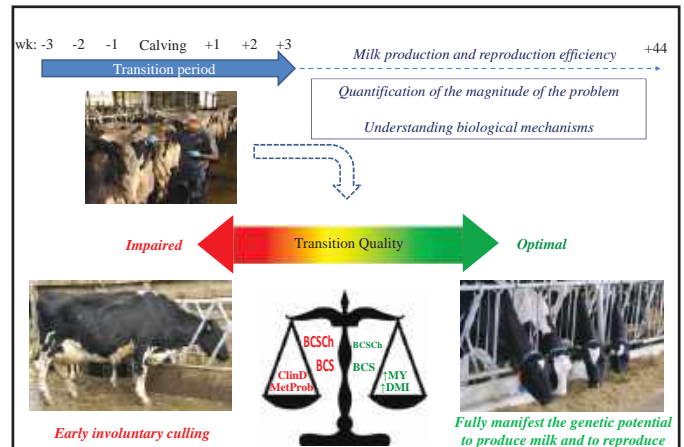 wk: -3 -2 -1 Calving +1 +2 +3
+44
Milk production and reproduction efficiency
Transition period
Quantification of the magnitude of the problem
Understanding biological mechanisms
Impaired
Transition Quality
Optimal
BCSCh
BCS
ClinD
MetProb
BCSCh
BCS
↑MY
↑DMI
Early involuntary culling
Fully manifest the genetic potential
to produce milk and to reproduce